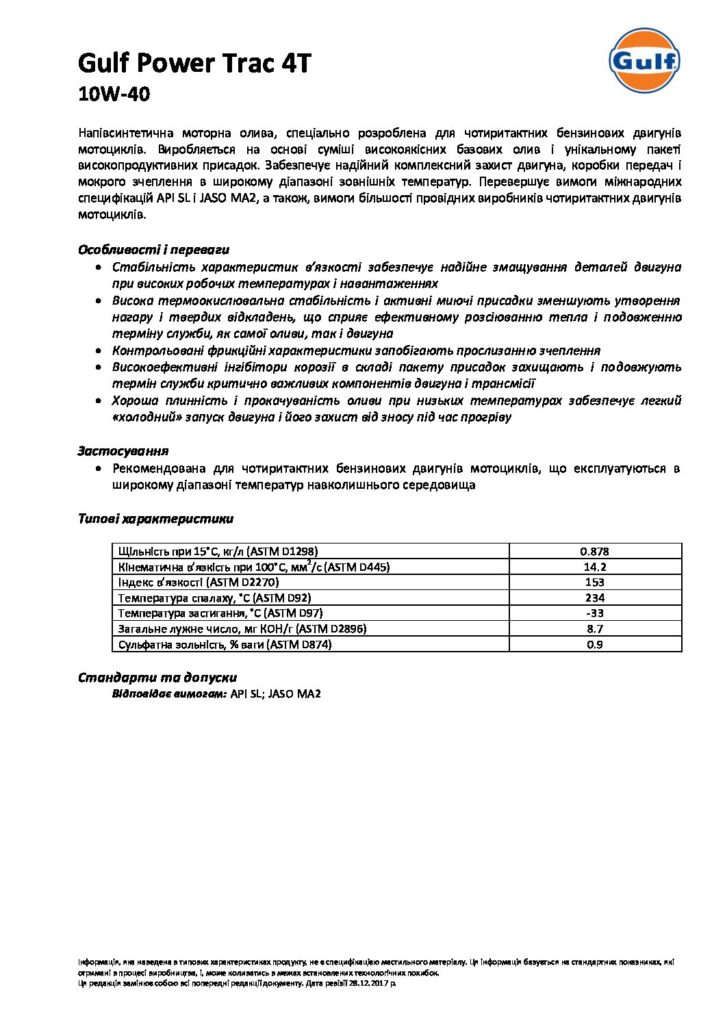 Gulf Power Trac 4T
10W-40
Gulf
Напівсинтетична моторна олива, спеціально розроблена для чотиритактних бензинових двигунів
мотоциклів. Виробляється на основі суміші високоякісних базових олив і унікальному пакеті
високопродуктивних присадок. Забезпечує надійний комплексний захист двигуна, коробки передач і
мокрого зчеплення в широкому діапазоні зовнішніх температур. Перевершує вимоги міжнародних
специфікацій API SL і JASO MA2, а також, вимоги більшості провідних виробників чотиритактних двигунів
мотоциклів.
Особливості і переваги
• Стабільність характеристик в’язкості забезпечує надійне змащування деталей двигуна
при високих робочих температурах і навантаженнях
• Висока термоокислювальна стабільність і активні миючі присадки зменшують утворення
нагару і твердих відкладень, що сприяє ефективному розсіюванню тепла і подовженню
терміну служби, як самої оливи, так і двигуна
• Контрольовані фрикційні характеристики запобігають прослизанню зчеплення
• Високоефективні інгібітори корозії в складі пакету присадок захищають і подовжують
термін служби критично важливих компонентів двигуна і трансмісії
• Хороша плинність і прокачуваність оливи при низьких температурах забезпечує легкий
«холодний» запуск двигуна і його захист від зносу під час прогріву
Застосування
• Рекомендована для чотиритактних бензинових двигунів мотоциклів, що експлуатуються в
широкому діапазоні температур навколишнього середовища
Типові характеристики
Щільність при 15°С, кг/л (ASTM D1298) 0.878
Кінематична в’язкість при 100°С, мм²/с (ASTM D445) 14.2
Індекс в’язкості (ASTM D2270) 153
Температура спалаху, °С (ASTM D92) 234
Температура застигання, °С (ASTM D97) -33
Загальне лужне число, мг КОН/г (ASTM D2896) 8.7
Сульфатна зольність, % ваги (ASTM D874) 0.9
Стандарти та допуски
Відповідає вимогам: API SL; JASO MA2
Інформація, яка наведена в типових характеристиках продукту, не є специфікацією мастильного матеріалу. Ця інформація базується на стандартних показниках, які
отримані в процесі виробництва, і, може коливатись в межах встановлених технологічних похибок.
Ця редакція замінює собою всі попередні редакції документу. Дата ревізії 28.12.2017 р.